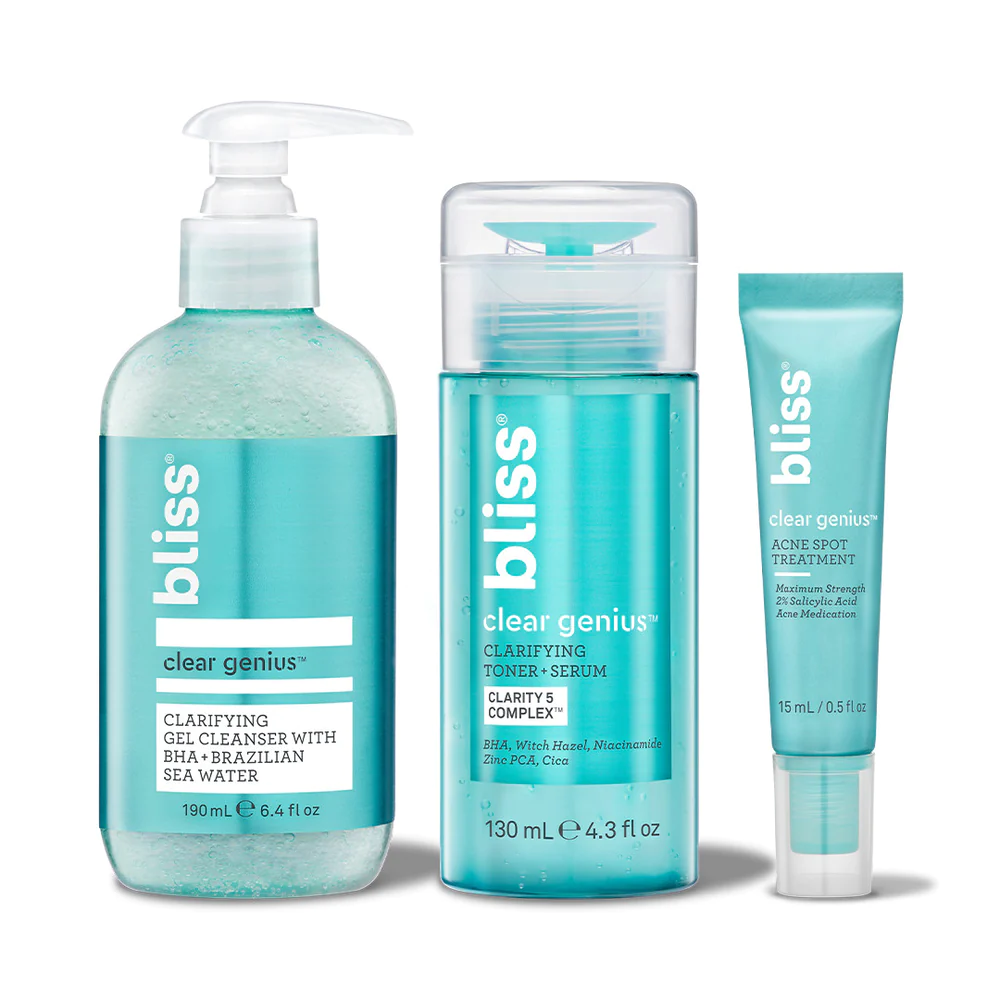 bliss®
clear genius™
CLARIFYING
GEL CLEANSER WITH
BHA + BRAZILIAN
SEA WATER
190 mL ℮ 6.4 fl oz
bliss®
clear genius™
CLARIFYING
TONER + SERUM
CLARITY 5
COMPLEX™
BHA, Witch Hazel, Niacinamide
Zinc PCA, Cica
130 mL ℮ 4.3 fl oz
bliss®
clear genius™
ACNE SPOT
TREATMENT
Maximum Strength
2% Salicylic Acid
Acne Medication
15 mL / 0.5 fl oz